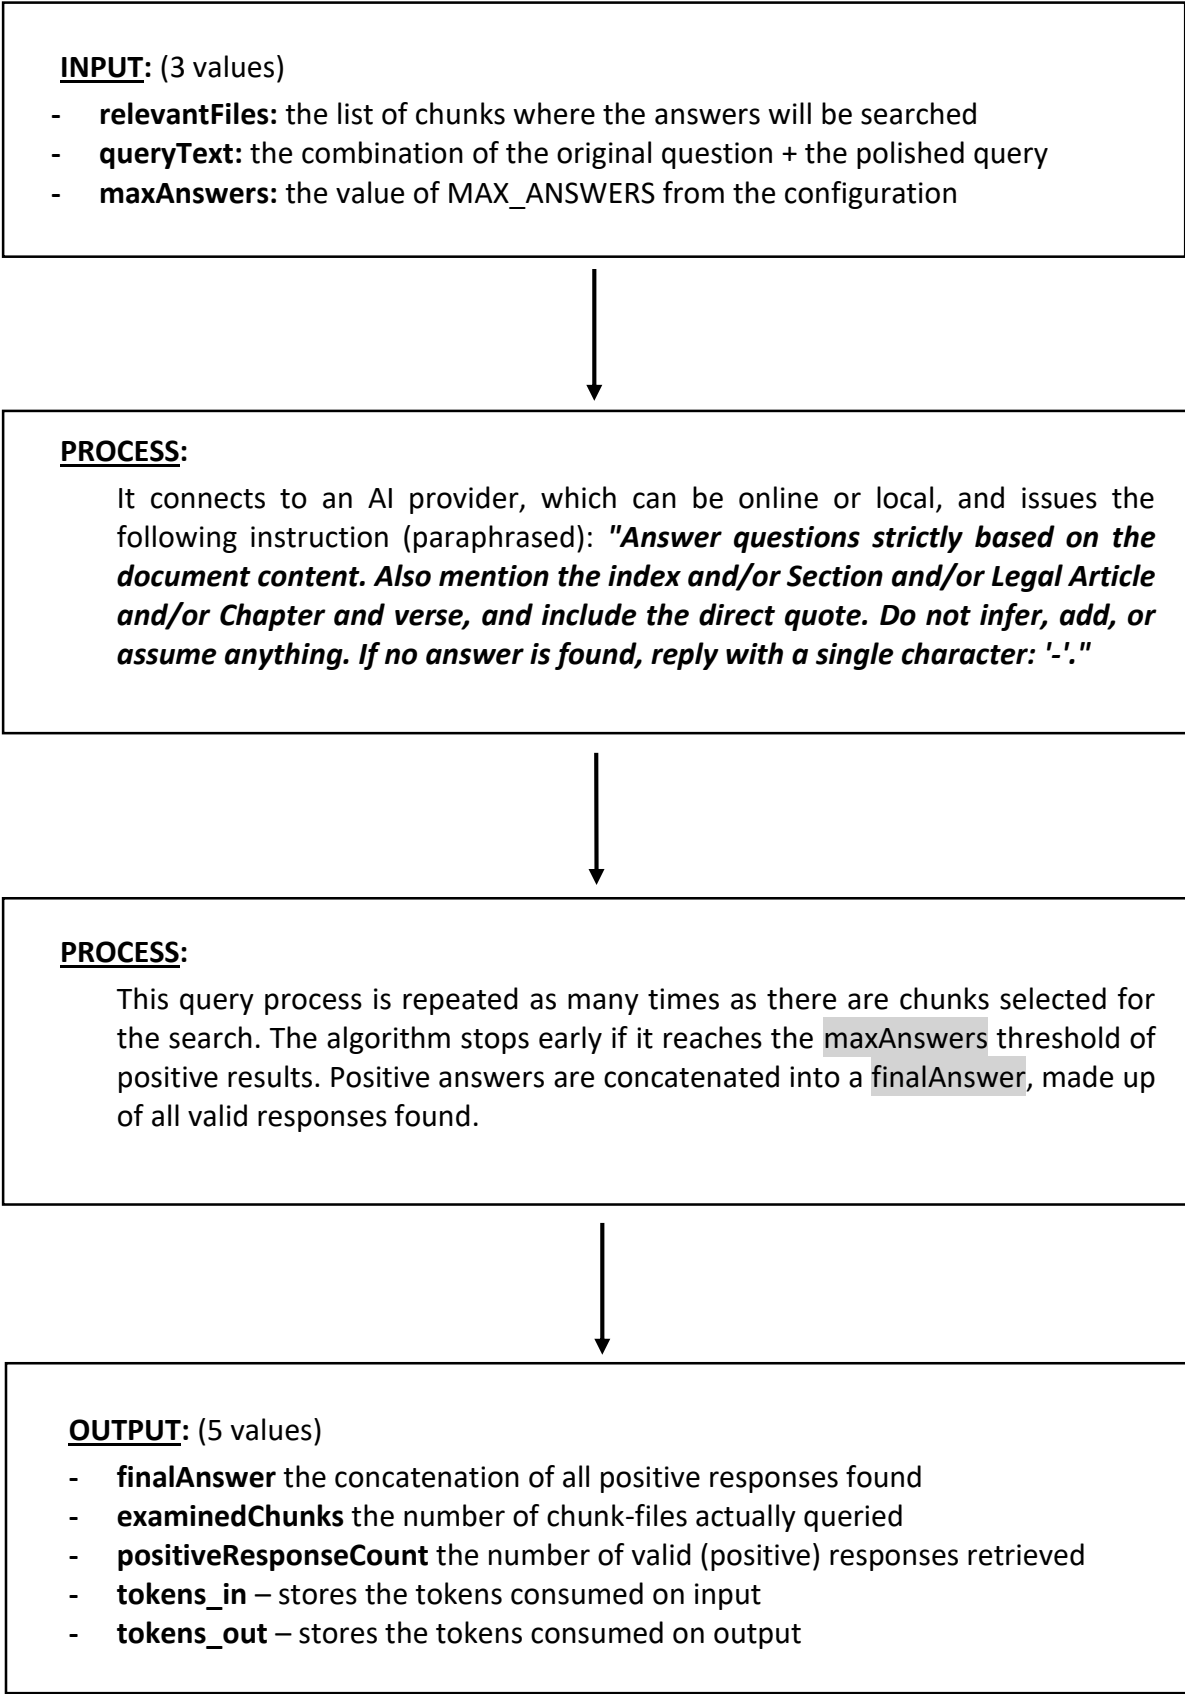 INPUT: (3 values)
- relevantFiles: the list of chunks where the answers will be searched
- queryText: the combination of the original question + the polished query
- maxAnswers: the value of MAX_ANSWERS from the configuration
PROCESS:
It connects to an AI provider, which can be online or local, and issues the
following instruction (paraphrased): "Answer questions strictly based on the
document content. Also mention the index and/or Section and/or Legal Article
and/or Chapter and verse, and include the direct quote. Do not infer, add, or
assume anything. If no answer is found, reply with a single character: '-'."
PROCESS:
This query process is repeated as many times as there are chunks selected for
the search. The algorithm stops early if it reaches the maxAnswers threshold of
positive results. Positive answers are concatenated into a finalAnswer, made up
of all valid responses found.
OUTPUT: (5 values)
- finalAnswer the concatenation of all positive responses found
- examinedChunks the number of chunk-files actually queried
- positiveResponseCount the number of valid (positive) responses retrieved
- tokens_in – stores the tokens consumed on input
- tokens_out – stores the tokens consumed on output